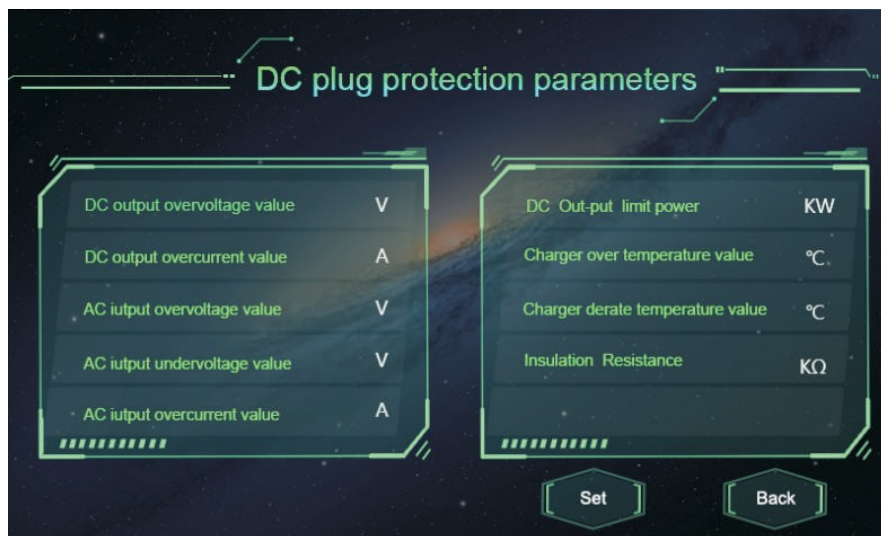 DC plug protection parameters
DC output overvoltage value V
DC output overcurrent value A
AC iutput overvoltage value V
AC iutput undervoltage value V
AC iutput overcurrent value A
DC Out-put limit power KW
Charger over temperature value ℃
Charger derate temperature value ℃
Insulation Resistance KΩ
Set
Back